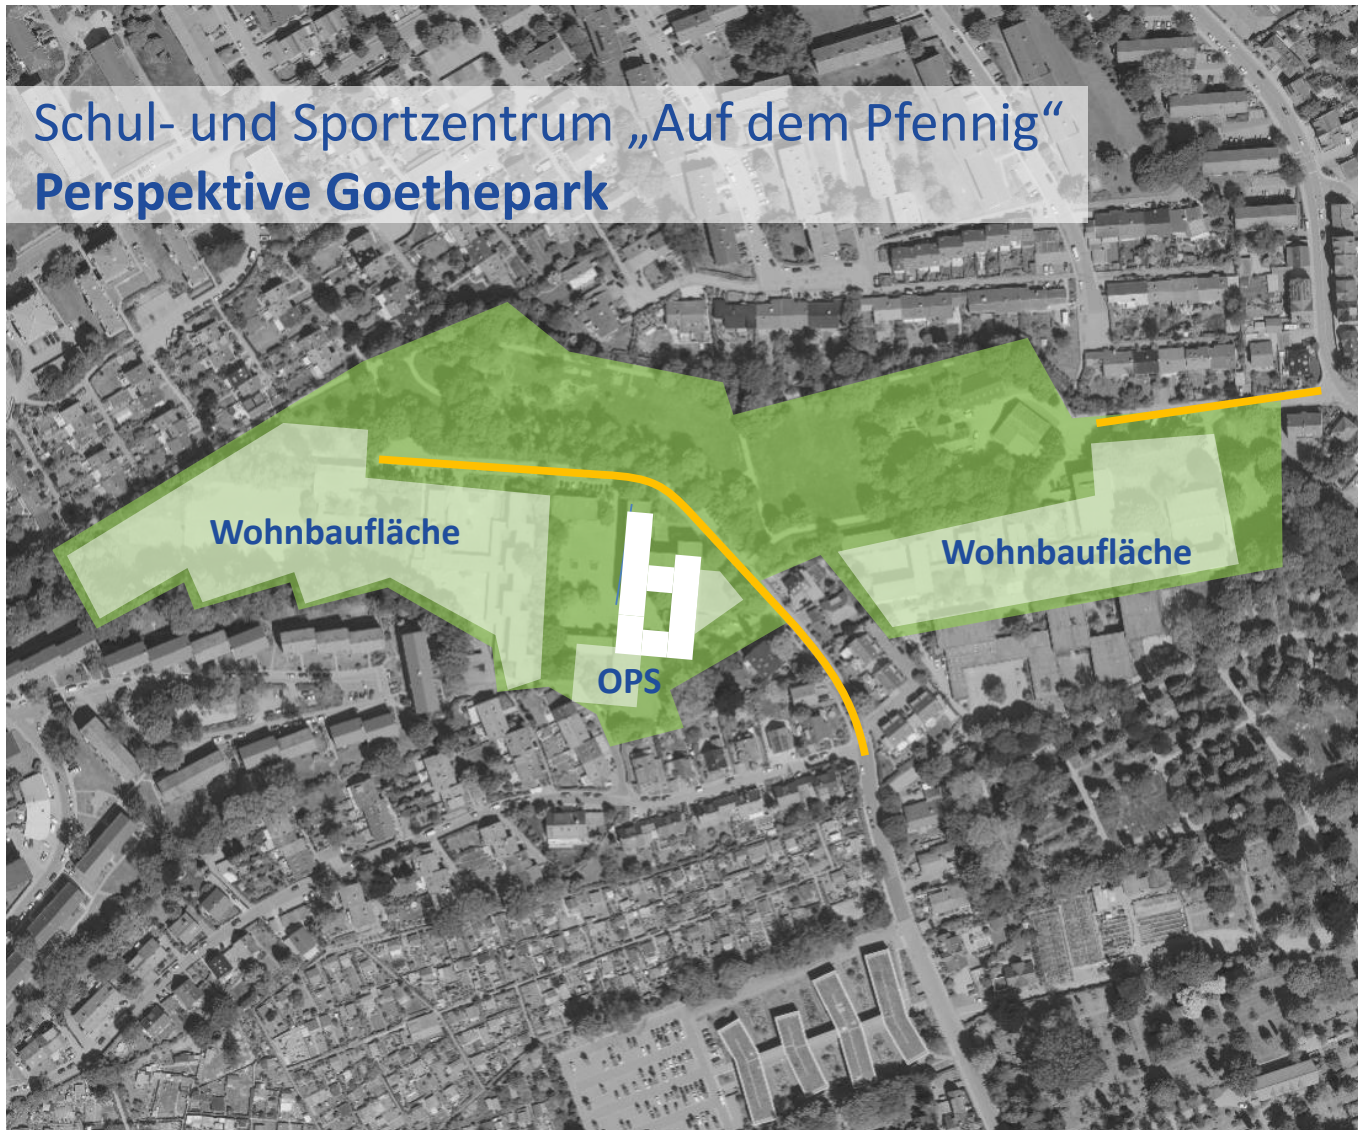 Schul- und Sportzentrum „Auf dem Pfennig“
Perspektive Goethepark
Wohnbaufläche
Wohnbaufläche
OPS